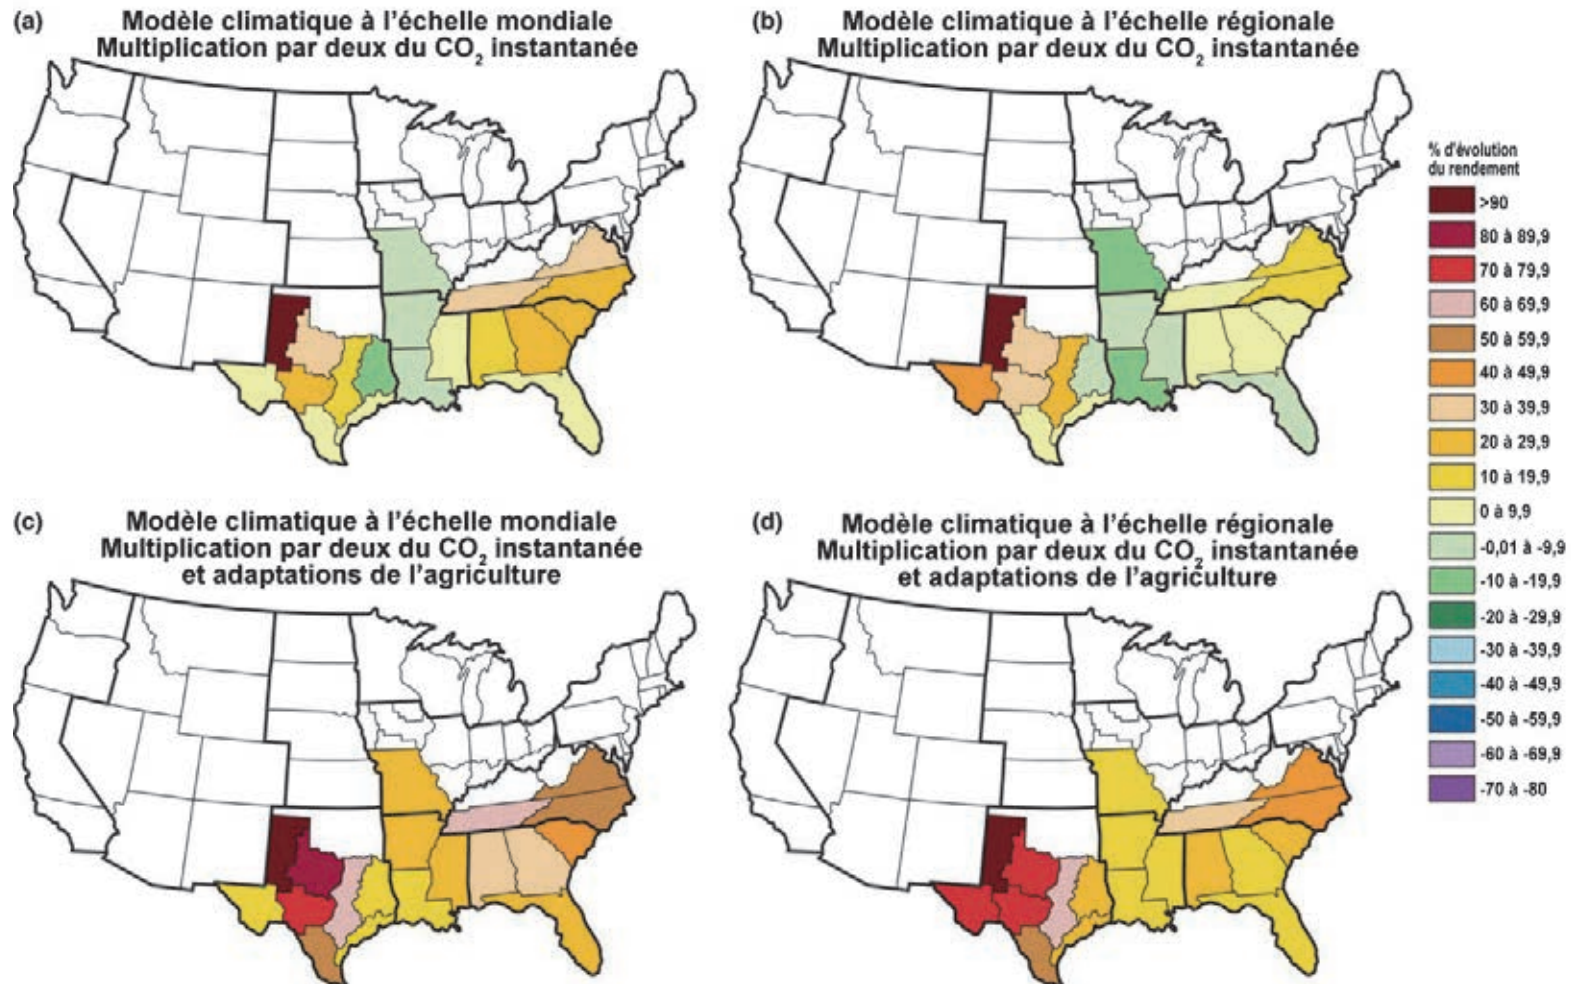 (a) Modèle climatique à l'échelle mondiale
Multiplication par deux du CO₂ instantanée
(b) Modèle climatique à l'échelle régionale
Multiplication par deux du CO₂ instantanée
% d'évolution
du rendement
>90
80 à 89,9
70 à 79,9
60 à 69,9
50 à 59,9
40 à 49,9
30 à 39,9
20 à 29,9
10 à 19,9
0 à 9,9
-0,01 à -9,9
-10 à -19,9
-20 à -29,9
-30 à -39,9
-40 à -49,9
-50 à -59,9
-60 à -69,9
-70 à -80
(c) Modèle climatique à l'échelle mondiale
Multiplication par deux du CO₂ instantanée
et adaptations de l'agriculture
(d) Modèle climatique à l'échelle régionale
Multiplication par deux du CO₂ instantanée
et adaptations de l'agriculture